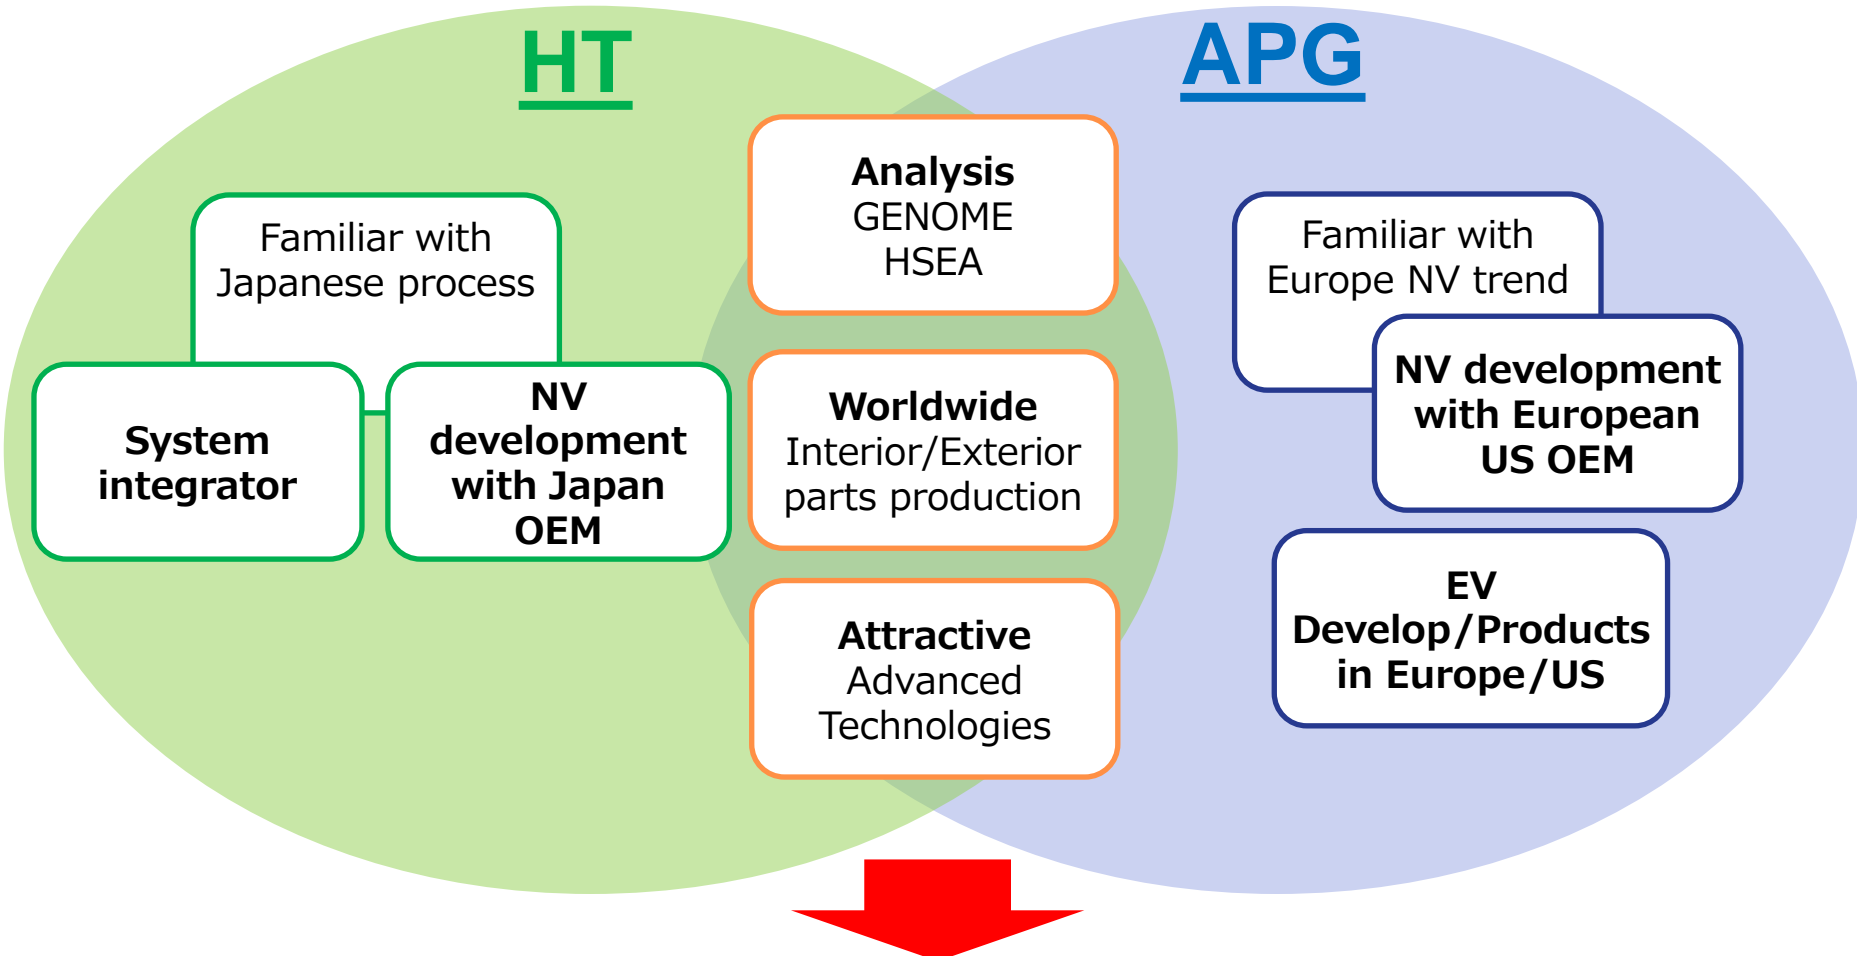 HT
APG
Familiar with
Japanese process
System
integrator
NV
development
with Japan
OEM
Analysis
GENOME
HSEA
Worldwide
Interior/Exterior
parts production
Attractive
Advanced
Technologies
Familiar with
Europe NV trend
NV development
with European
US OEM
EV
Develop/Products
in Europe/US